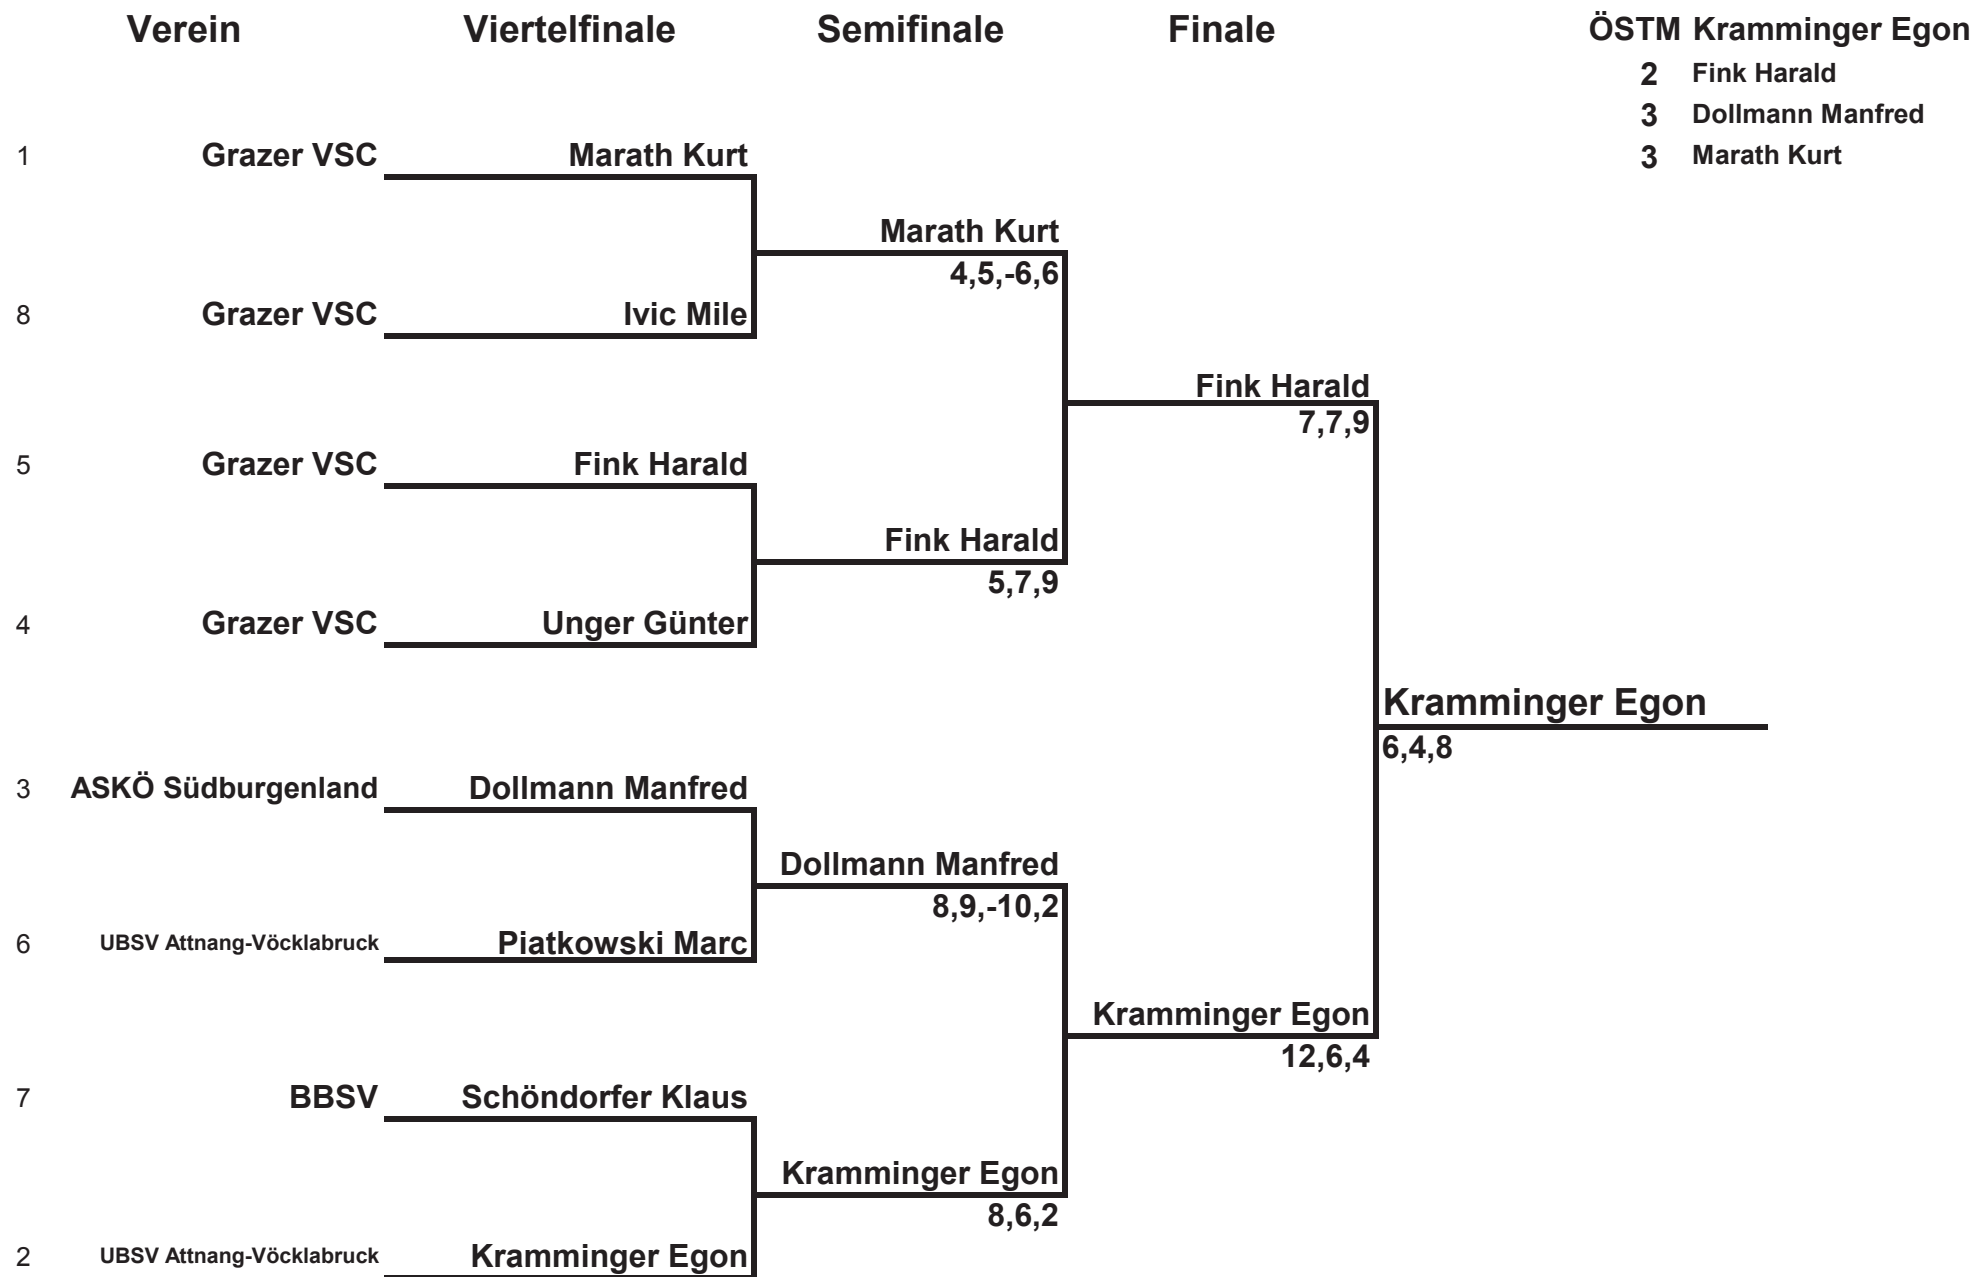 Verein Viertelfinale Semifinale Finale ÖSTM Kramminger Egon
2 Fink Harald
3 Dollmann Manfred
1 Grazer VSC Marath Kurt 3 Marath Kurt
Marath Kurt
4,5,-6,6
8 Grazer VSC Ivic Mile
Fink Harald
7,7,9
5 Grazer VSC Fink Harald
Fink Harald
5,7,9
4 Grazer VSC Unger Günter
Kramminger Egon
6,4,8
3 ASKÖ Südburgenland Dollmann Manfred
Dollmann Manfred
8,9,-10,2
6 UBSV Attnang-Vöcklabruck Piatkowski Marc
Kramminger Egon
12,6,4
7 BBSV Schöndorfer Klaus
Kramminger Egon
8,6,2
2 UBSV Attnang-Vöcklabruck Kramminger Egon